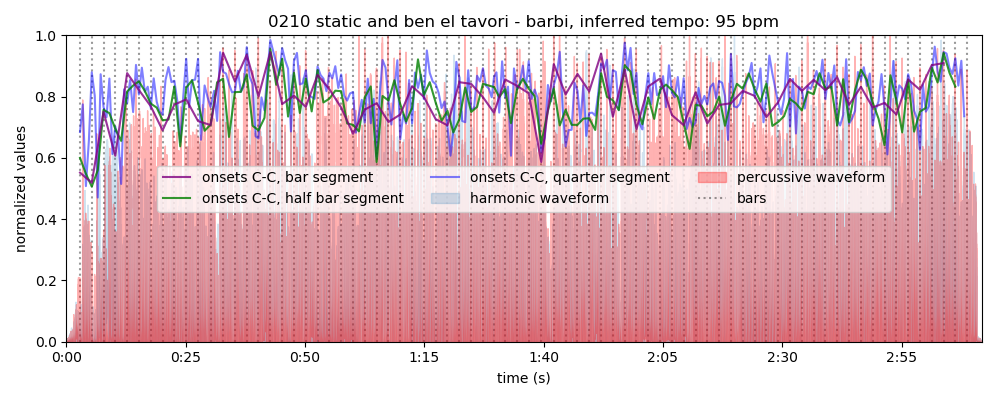 0210 static and ben el tavori - barbi, inferred tempo: 95 bpm
1.0
0.8
0.6
0.4
0.2
0.0
normalized values
onsets C-C, bar segment
onsets C-C, half bar segment
onsets C-C, quarter segment
harmonic waveform
percussive waveform
bars
0:00 0:25 0:50 1:15 1:40 2:05 2:30 2:55
time (s)